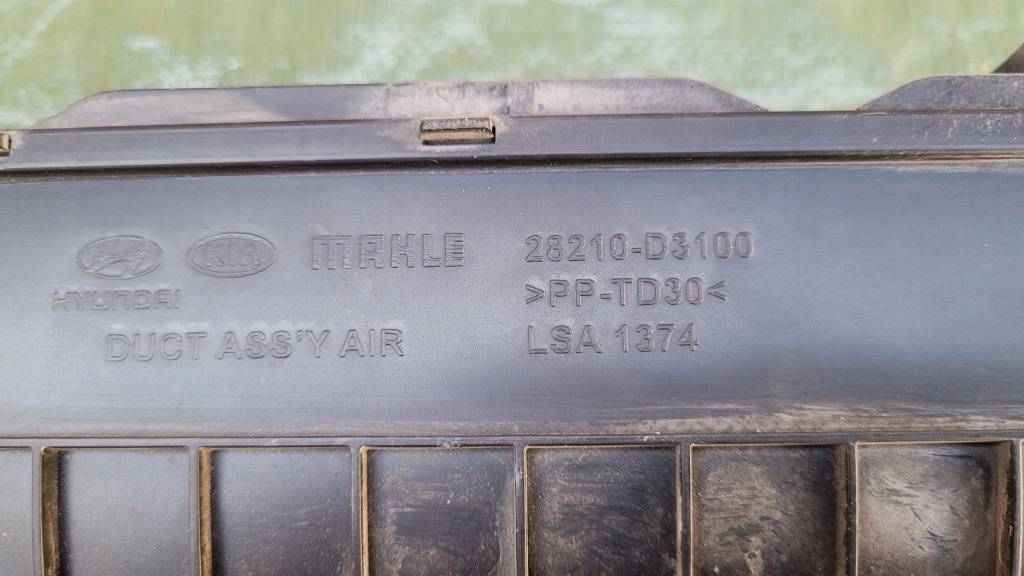 HYUNDAI
KIA
MAHLE
DUCT ASS'Y AIR
28210-D3100
>PP-TD30<
LSA 1374